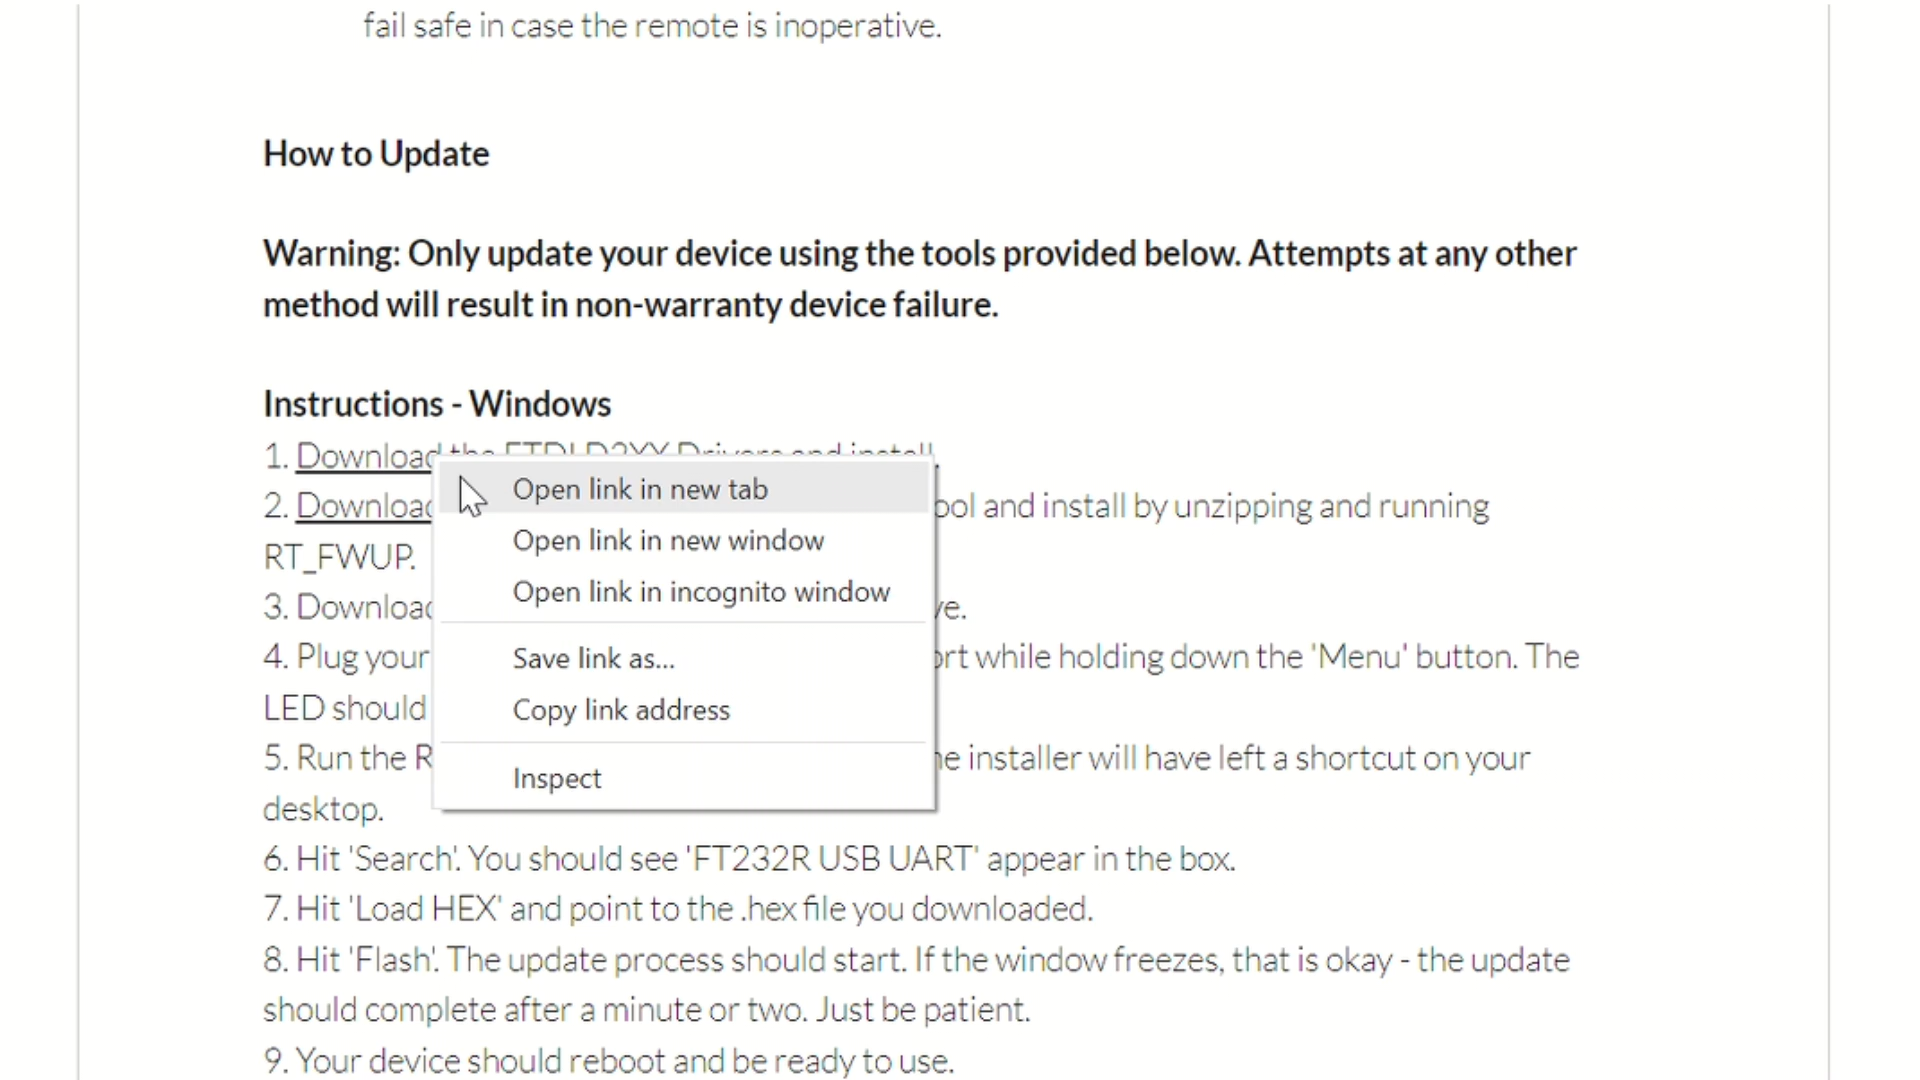 fail safe in case the remote is inoperative.
How to Update
Warning: Only update your device using the tools provided below. Attempts at any other
method will result in non-warranty device failure.
Instructions - Windows
1. Download the FTDI D2XX Drivers and install.
2. Download
ool and install by unzipping and running
RT_FWUP.
3. Download
ve.
4. Plug your
ort while holding down the 'Menu' button. The
LED should
5. Run the R
he installer will have left a shortcut on your
desktop.
Open link in new tab
Open link in new window
Open link in incognito window
Save link as...
Copy link address
Inspect
6. Hit 'Search'. You should see 'FT232R USB UART' appear in the box.
7. Hit 'Load HEX' and point to the .hex file you downloaded.
8. Hit 'Flash'. The update process should start. If the window freezes, that is okay - the update
should complete after a minute or two. Just be patient.
9. Your device should reboot and be ready to use.